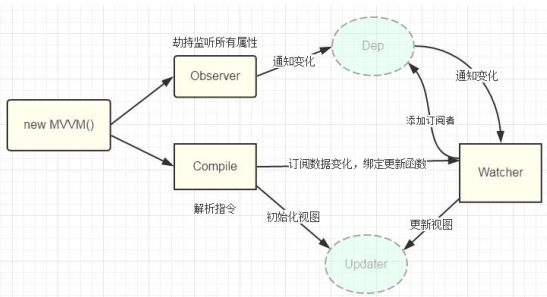 劫持监听所有属性
Dep
Observer
通知变化
通知变化
new MVVM()
添加订阅者
Compile
订阅数据变化，绑定更新函数
Watcher
解析指令
初始化视图
更新视图
Updater